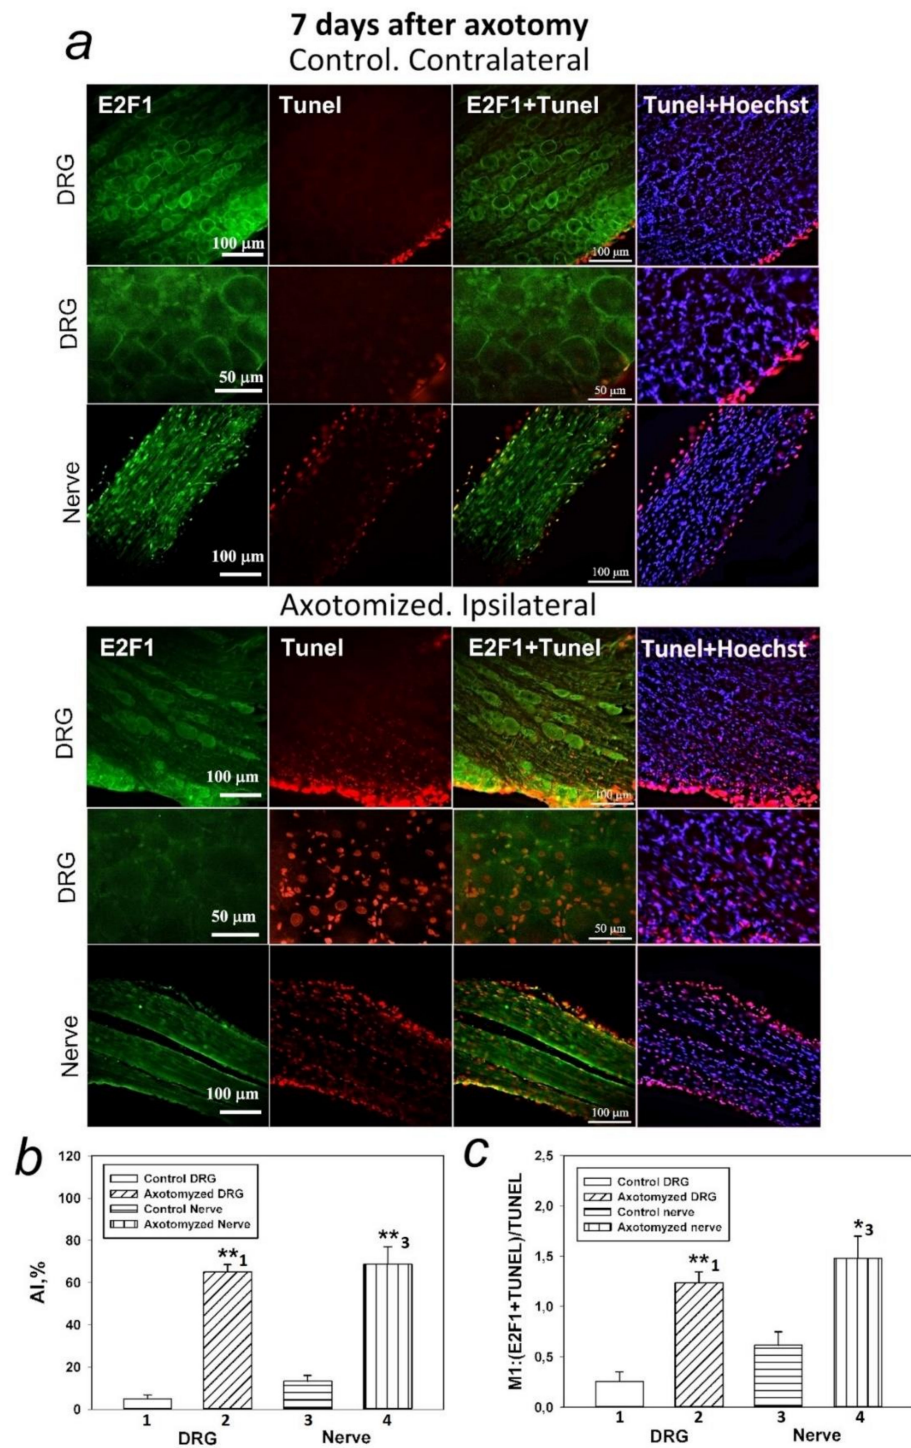 a
7 days after axotomy
Control. Contralateral
E2F1 Tunel E2F1+Tunel Tunel+Hoechst
DRG
100 µm 100 µm
DRG
50 µm 50 µm
Nerve
100 µm 100 µm
Axotomized. Ipsilateral
E2F1 Tunel E2F1+Tunel Tunel+Hoechst
DRG
100 µm 100 µm
DRG
50 µm 50 µm
Nerve
100 µm 100 µm
b
AI,%
120
100
80
60
40
20
0
Control DRG
Axotomyzed DRG
Control Nerve
Axotomyzed Nerve
**1
**3
1 2 3 4
DRG Nerve
c
M1:(E2F1+TUNEL)/TUNEL
2,5
2,0
1,5
1,0
0,5
0,0
Control DRG
Axotomyzed DRG
Control nerve
Axotomyzed nerve
**1
*3
1 2 3 4
DRG Nerve